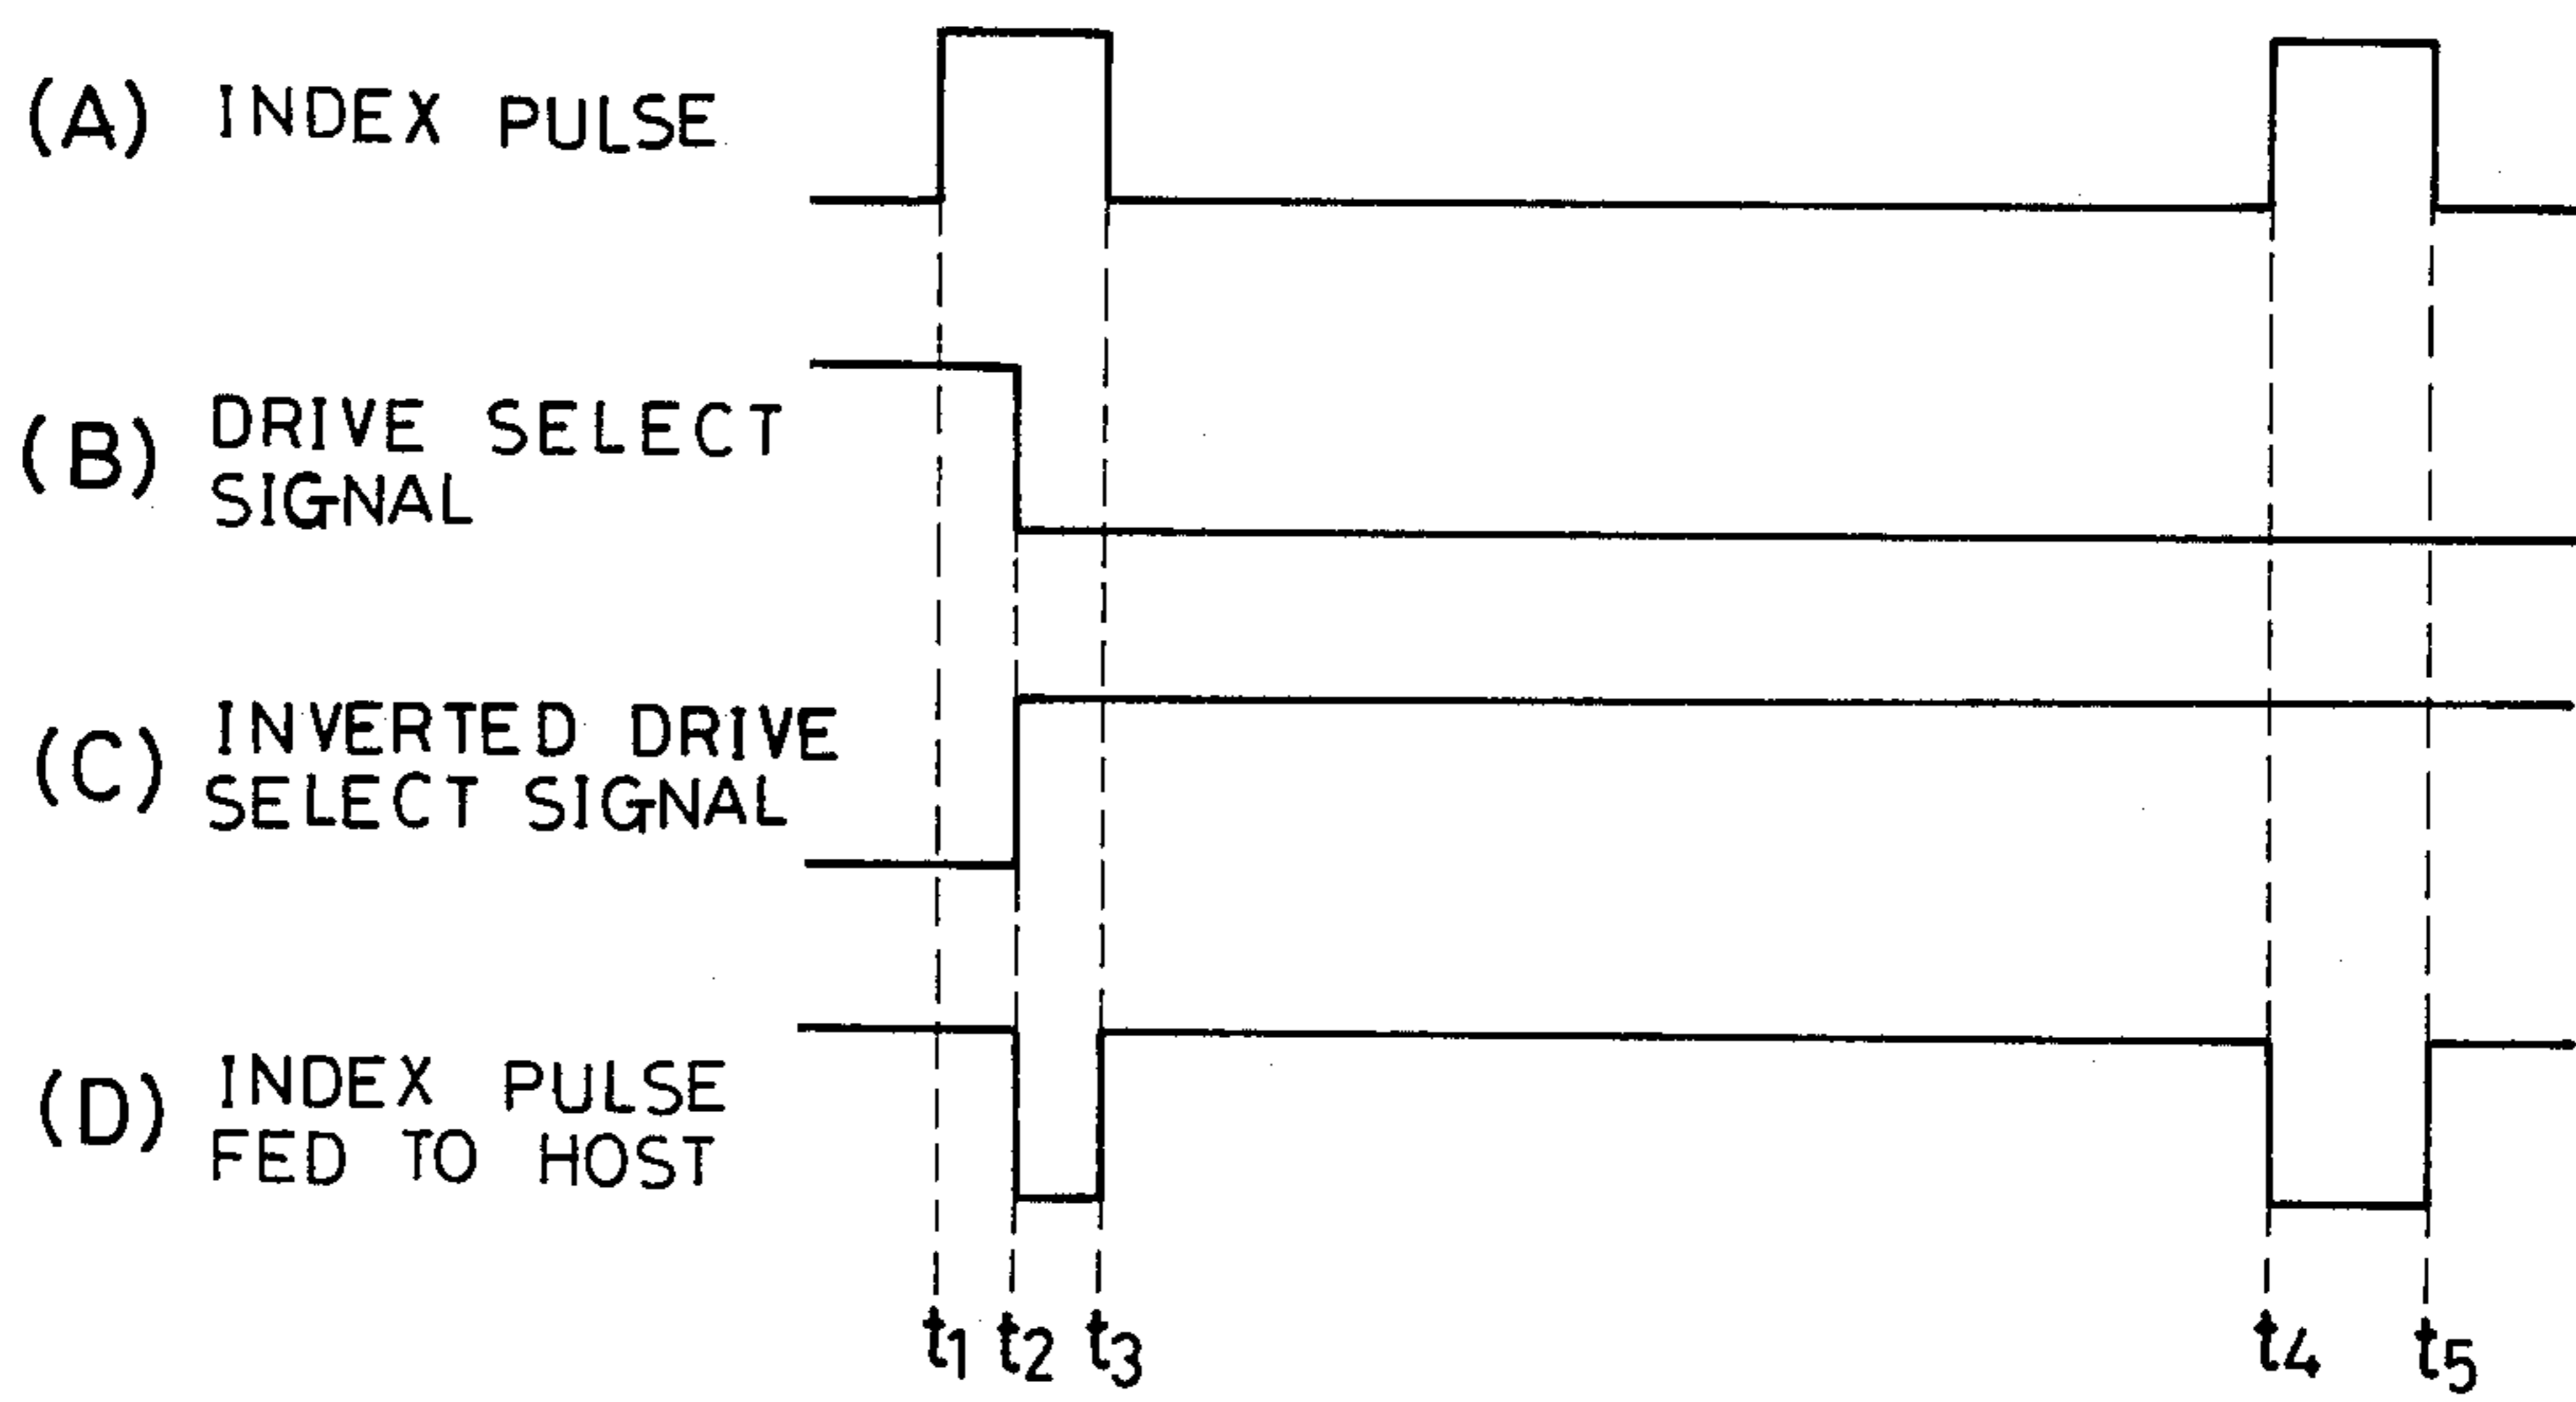 (A) INDEX PULSE
(B) DRIVE SELECT
SIGNAL
(C) INVERTED DRIVE
SELECT SIGNAL
(D) INDEX PULSE
FED TO HOST
t1 t2 t3 t4 t5